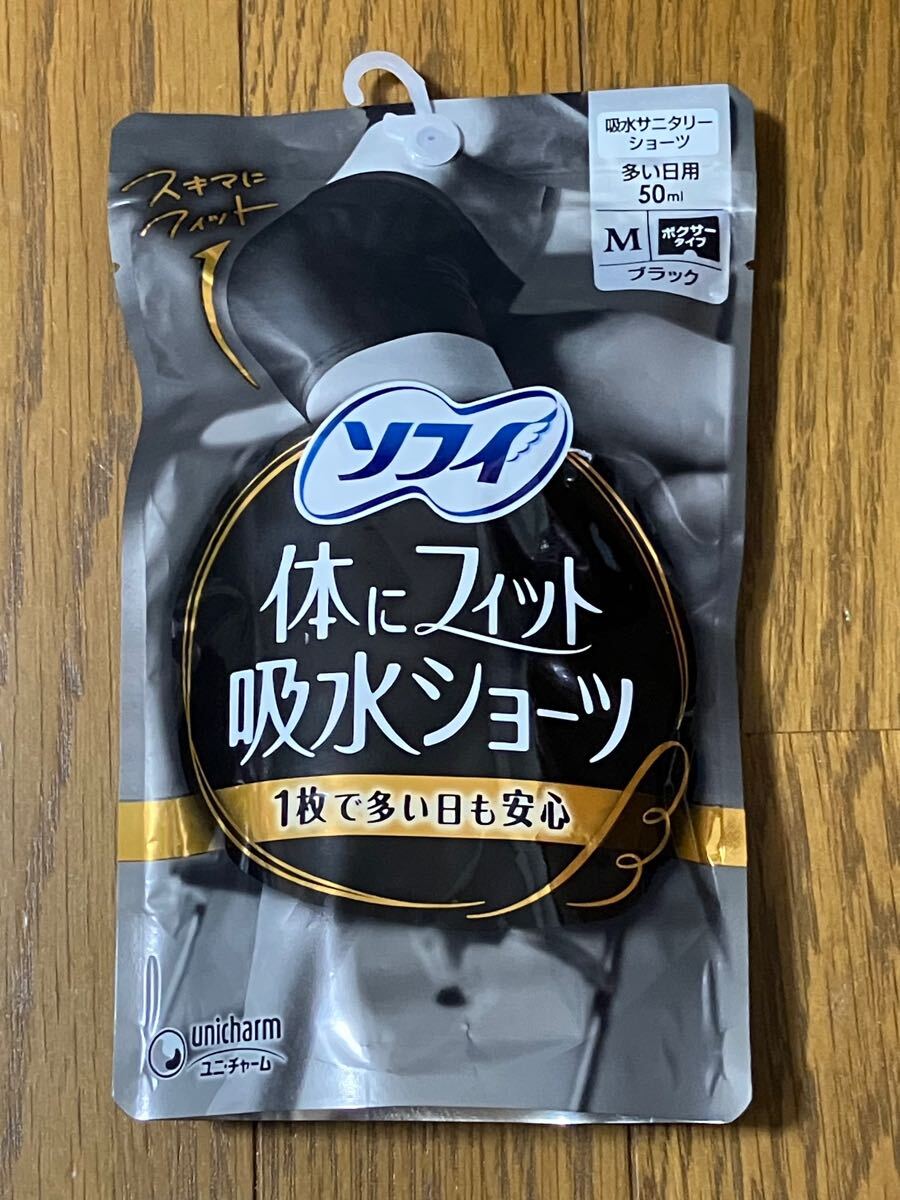 吸水サニタリー
ショーツ
多い日用
50ml
M
ボクサー
タイプ
ブラック
スキマに
フィット
ソフィ
体にフィット
吸水ショーツ
1枚で多い日も安心
unicharm
ユニ・チャーム